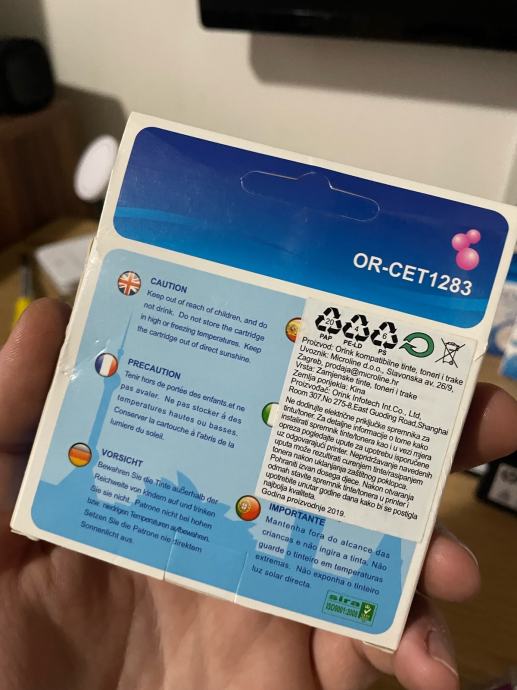 OR-CET1283
CAUTION
Keep out of reach of children, and do
not drink. Do not store the cartridge
in high or freezing temperatures. Keep
the cartridge out of direct sunshine.
PRECAUTION
Tenir hors de portée des enfants et ne
pas avaler. Ne pas stocker à des
temperatures hautes ou basses.
Conserver la cartouche à l'abris de la
lumiere du soleil.
VORSICHT
Bewahren Sie die Tinte außerhalb der
Reichweite von kindern auf und trinken
Sie sie nicht. Patrone nicht bei hohen
bzw. niedrigen Temperaturen aufbewahren.
Setzen Sie die Patrone nie direktem
Sonnenlicht aus.
20 4 6
PAP PE-LD PS
Proizvod: Orink kompatibilne tinte, toneri i trake
Uvoznik: Microline d.o.o., Slavonska av. 26/9,
Zagreb, prodaja@microline.hr
Vrsta: Zamjenske tinte, toneri i trake
Zemlja porijekla: Kina
Proizvođač: Orink Infotech Int.Co., Ltd,
Room 307.No 275-8,East Guoding Road,Shanghai
Ne dodirujte električne priključke spremnika za
tintu/toner. Za detaljne informacije o tome kako
instalirati spremnik tinte/tonera kao i u vezi mjera
opreza pogledajte upute za upotrebu isporučene
uz odgovarajući printer. Nepridržavanje navedenih
uputa može rezultirati curenjem tinte/rasipanjem
tonera nakon uklanjanja zaštitnog poklopca.
Pohraniti izvan dosega djece. Nakon otvaranja
odmah stavite spremnik tinte/tonera u printer i
upotrebite unutar godine dana kako bi se postigla
najbolja kvaliteta.
Godina proizvodnje 2019.
IMPORTANTE
Mantenha fora do alcance das
crianças e não ingira a tinta. Não
guarde o tinteiro em temperaturas
extremas. Não exponha o tinteiro
luz solar directa.
sira
ISO9001:2008